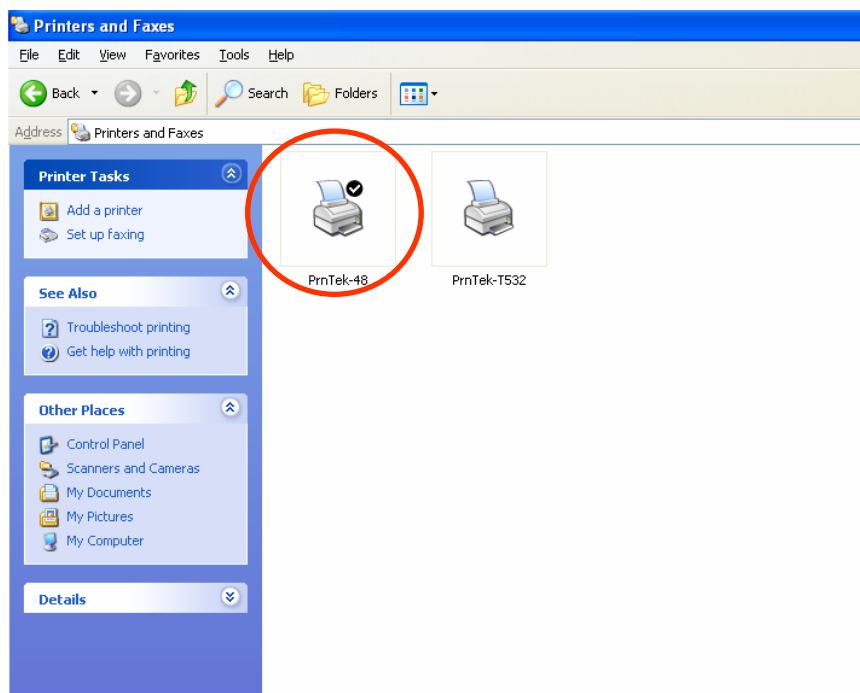 Printers and Faxes
File Edit View Favorites Tools Help
Back Search Folders
Address Printers and Faxes
Printer Tasks
Add a printer
Set up faxing
See Also
Troubleshoot printing
Get help with printing
Other Places
Control Panel
Scanners and Cameras
My Documents
My Pictures
My Computer
Details
PrnTek-48
PrnTek-T532